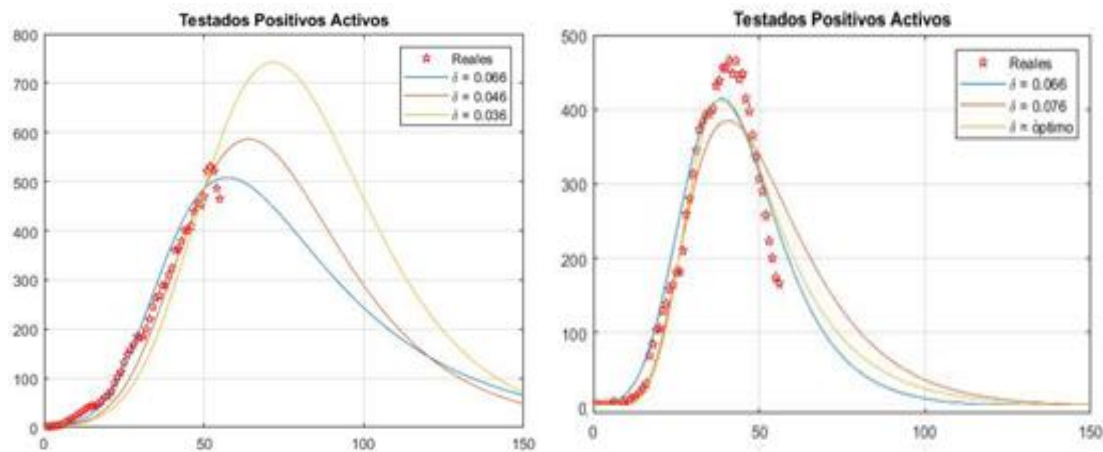 Testados Positivos Activos
800
700
600
500
400
300
200
100
0
0
50
100
150
Reales
δ = 0.066
δ = 0.046
δ = 0.036
Testados Positivos Activos
500
400
300
200
100
0
0
50
100
150
Reales
δ = 0.066
δ = 0.076
δ = óptimo